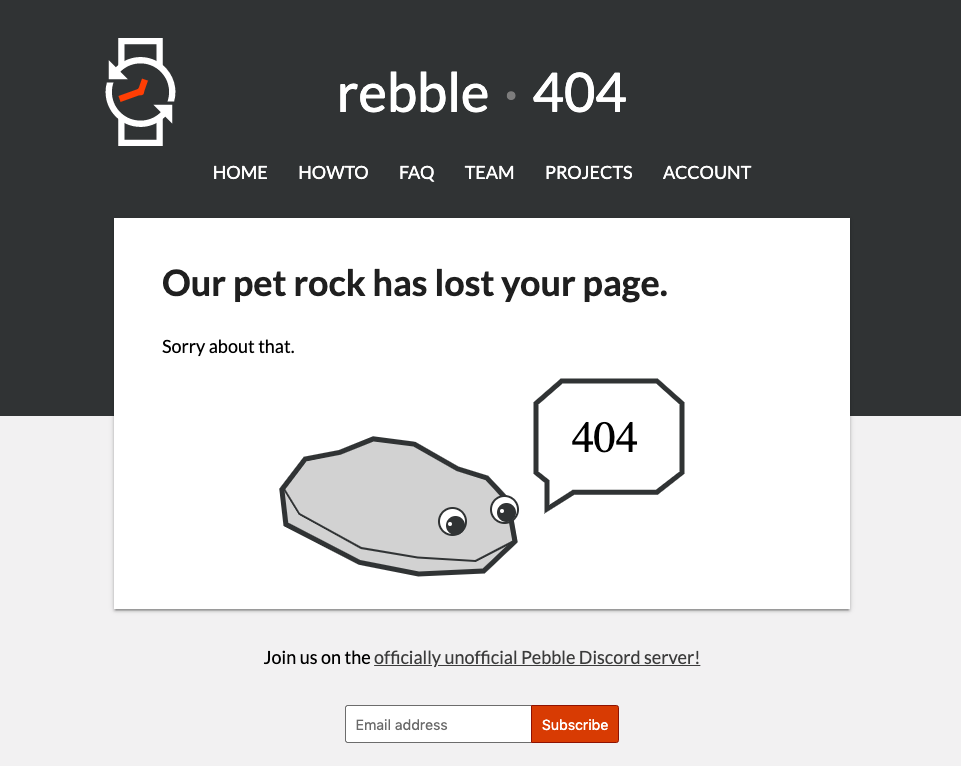 rebble · 404
HOME HOWTO FAQ TEAM PROJECTS ACCOUNT
Our pet rock has lost your page.
Sorry about that.
404
Join us on the officially unofficial Pebble Discord server!
Email address Subscribe